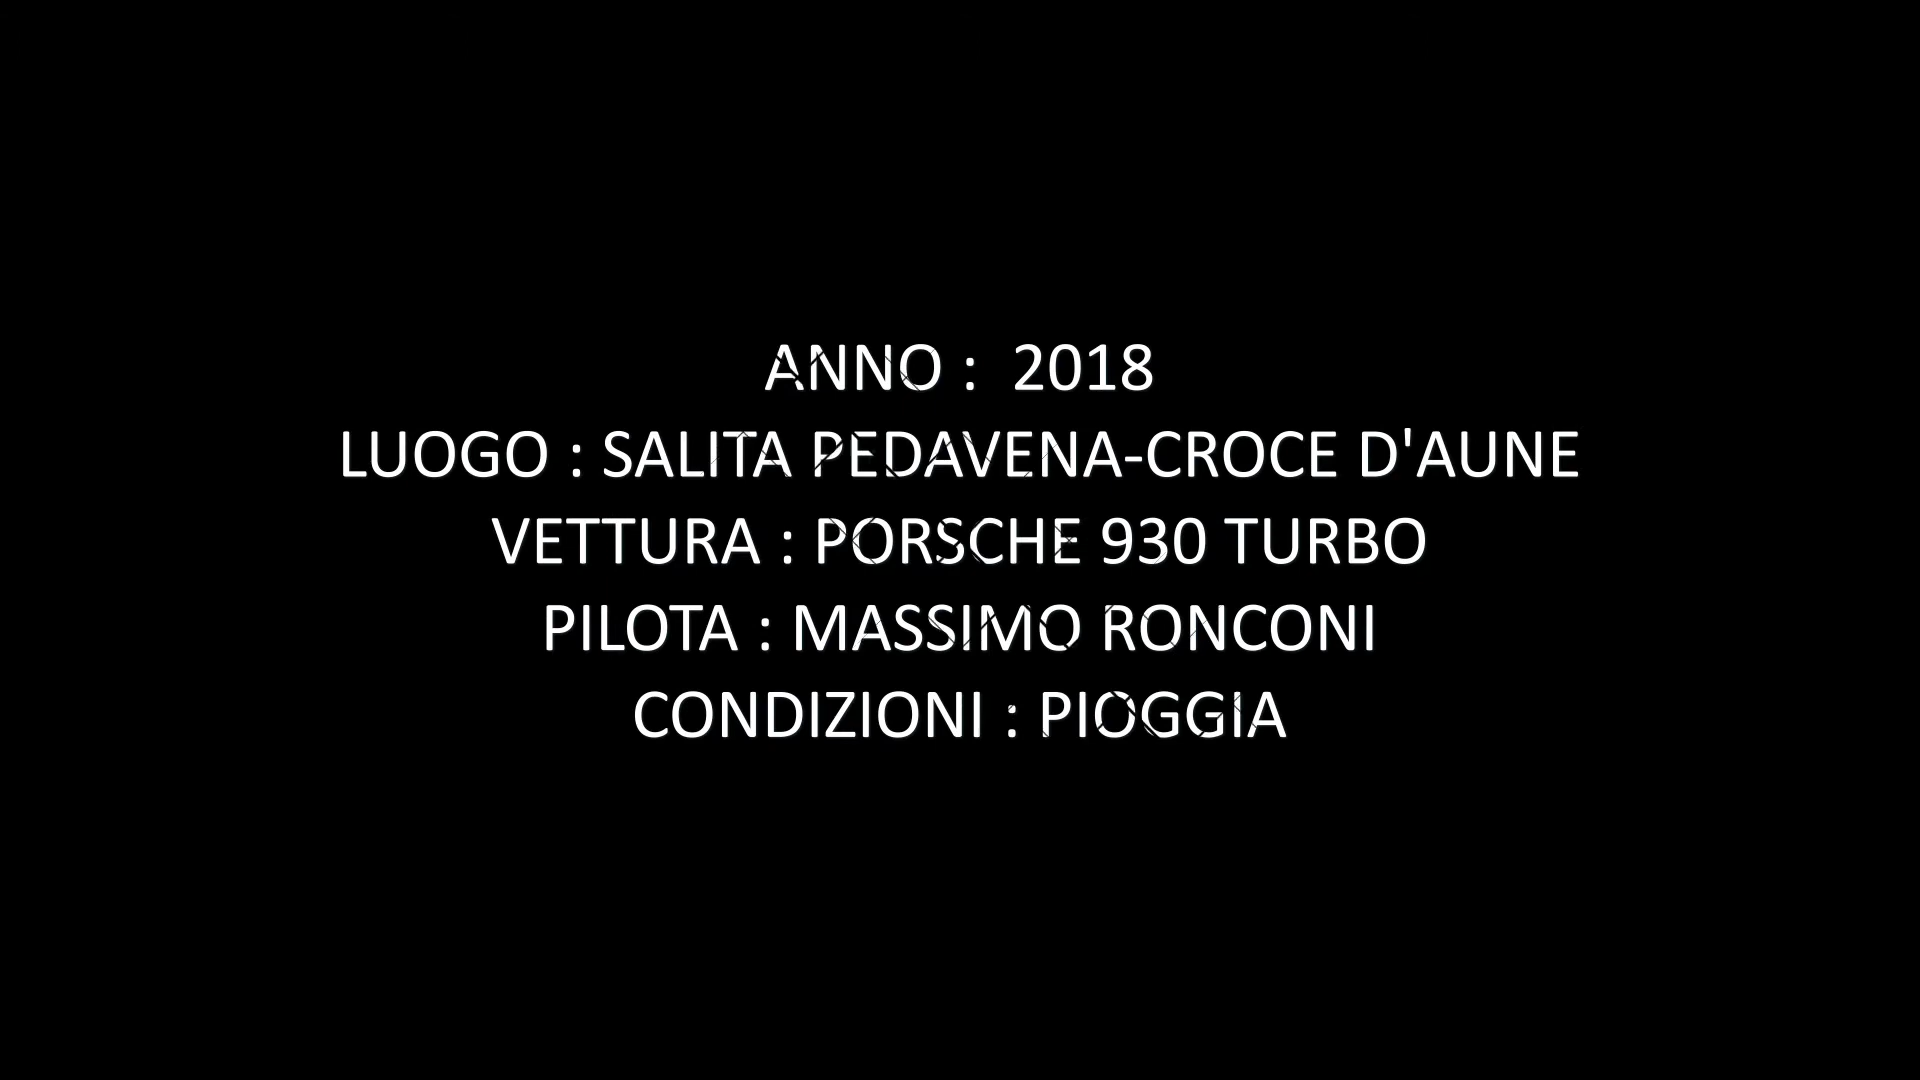 ANNO :  2018
LUOGO : SALITA PEDAVENA-CROCE D'AUNE
VETTURA : PORSCHE 930 TURBO
PILOTA : MASSIMO RONCONI
CONDIZIONI : PIOGGIA